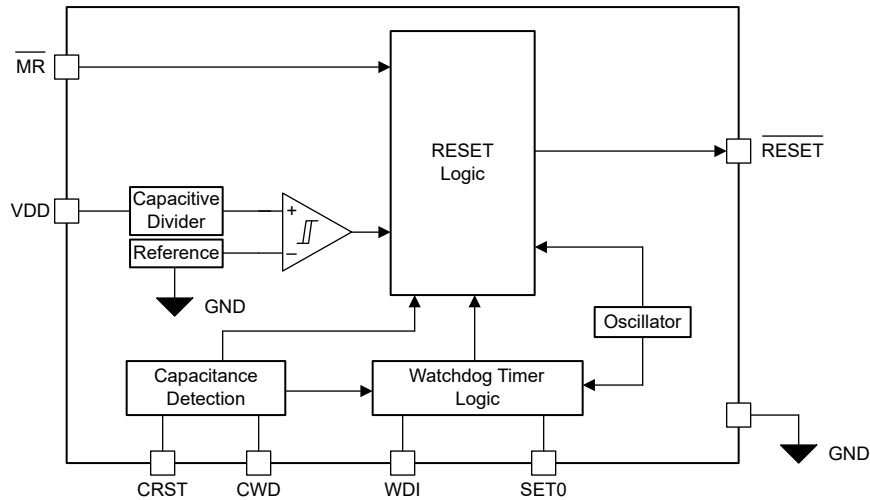 MR
RESET
Logic
RESET
VDD
Capacitive
Divider
+
Reference
−
GND
Oscillator
Capacitance
Detection
Watchdog Timer
Logic
GND
CRST
CWD
WDI
SET0